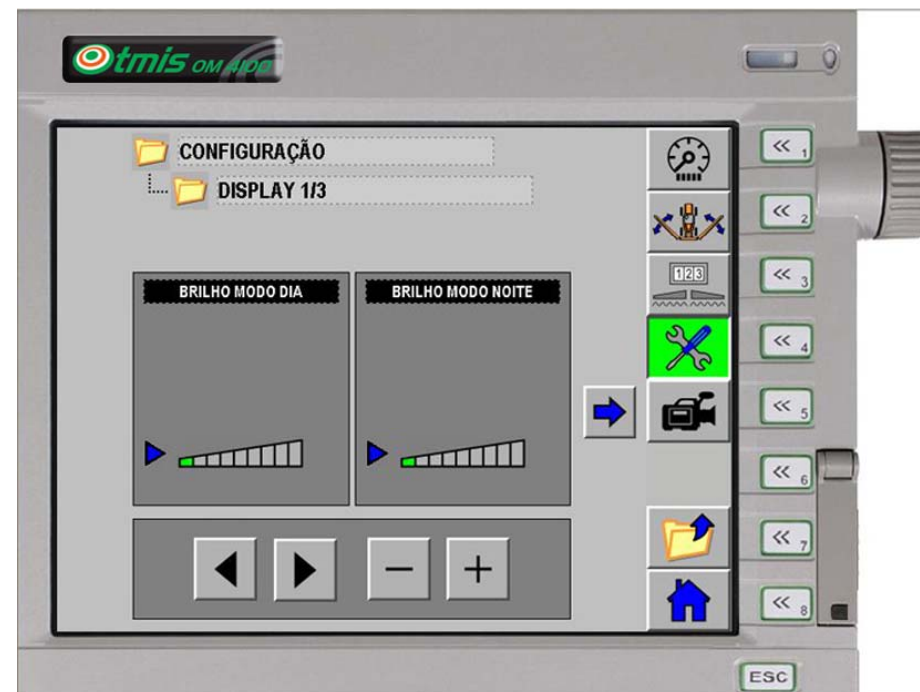 Otmis OM 4100
CONFIGURAÇÃO
DISPLAY 1/3
BRILHO MODO DIA
BRILHO MODO NOITE
123
<< 1
<< 2
<< 3
<< 4
<< 5
<< 6
<< 7
<< 8
ESC